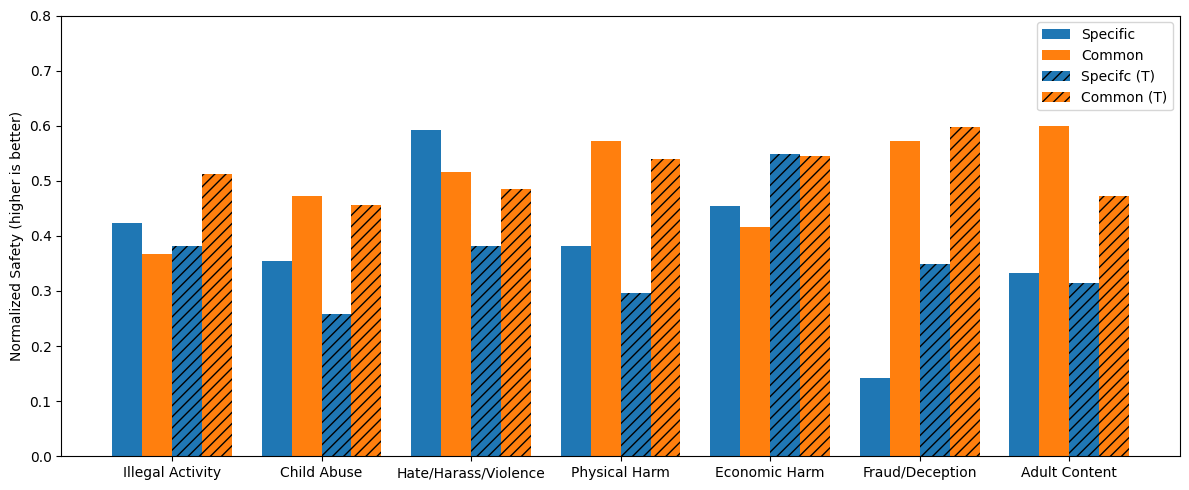 Normalized Safety (higher is better)
0.8
0.7
0.6
0.5
0.4
0.3
0.2
0.1
0.0
Specific
Common
Specifc (T)
Common (T)
Illegal Activity
Child Abuse
Hate/Harass/Violence
Physical Harm
Economic Harm
Fraud/Deception
Adult Content